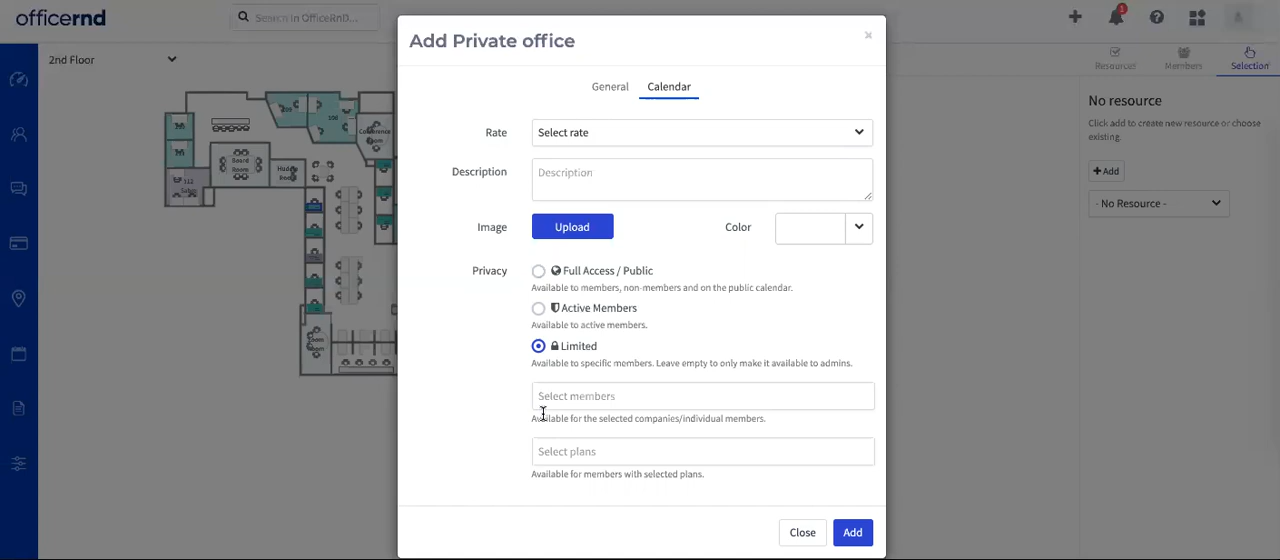 officernd
Search in OfficeRnD...
1
2nd Floor
Resources
Members
Selection
Board
Room
Conference
Room
No resource
Click add to create new resource or choose
existing.
+ Add
- No Resource -
Add Private office
×
General
Calendar
Rate
Select rate
Description
Description
Image
Upload
Color
Privacy
Full Access / Public
Available to members, non-members and on the public calendar.
Active Members
Available to active members.
Limited
Available to specific members. Leave empty to only make it available to admins.
Select members
Available for the selected companies/individual members.
Select plans
Available for members with selected plans.
Close
Add